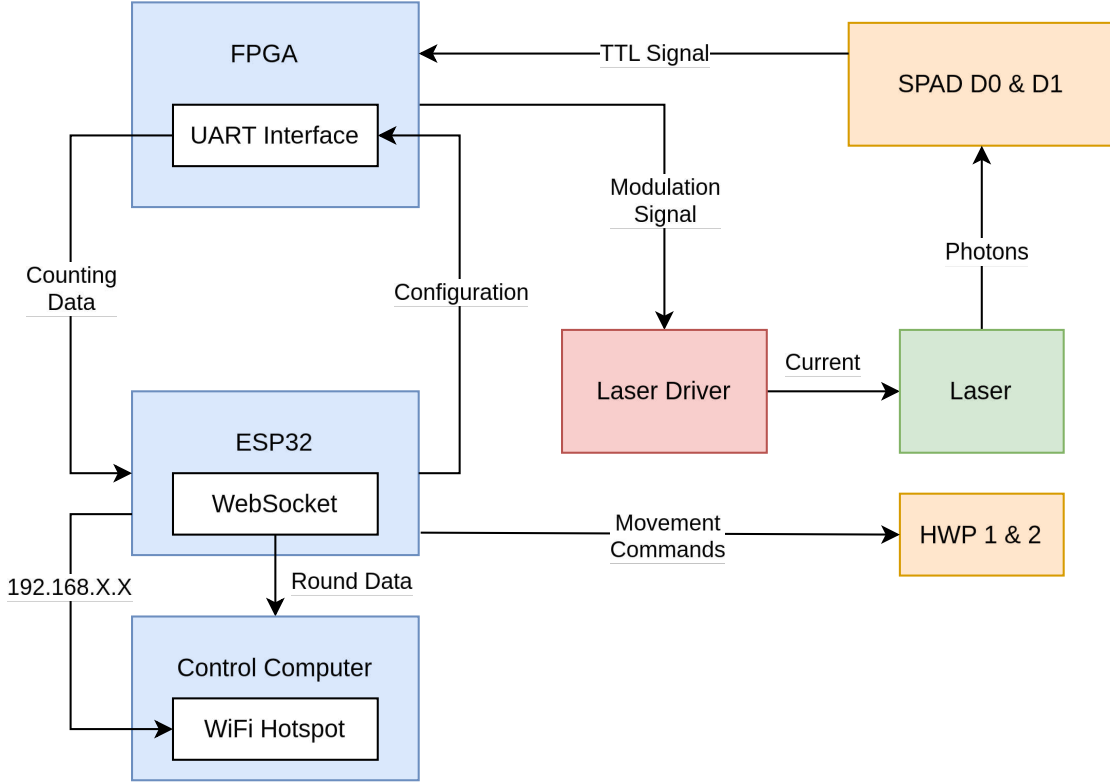 FPGA
TTL Signal
SPAD D0 & D1
UART Interface
Modulation
Signal
Photons
Counting
Data
Configuration
Laser Driver
Current
Laser
ESP32
WebSocket
Movement
Commands
HWP 1 & 2
192.168.X.X
Round Data
Control Computer
WiFi Hotspot